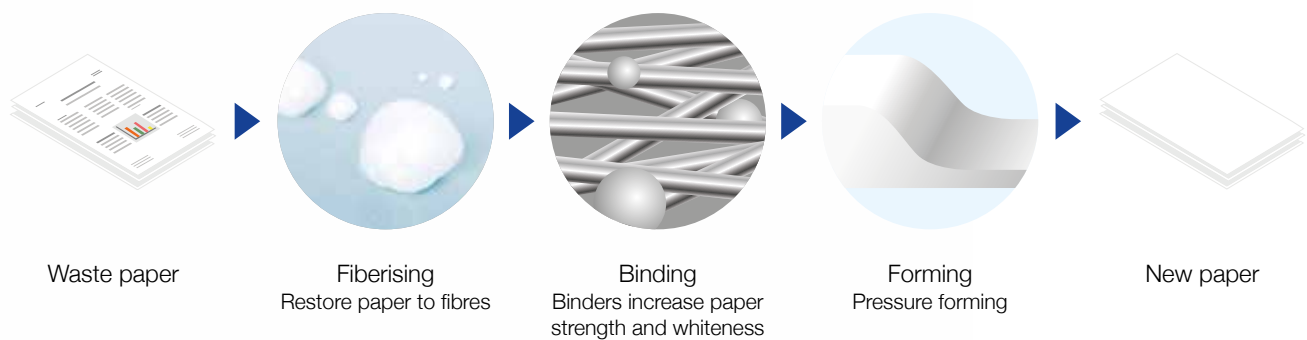 Waste paper
Fiberising
Restore paper to fibres
Binding
Binders increase paper
strength and whiteness
Forming
Pressure forming
New paper